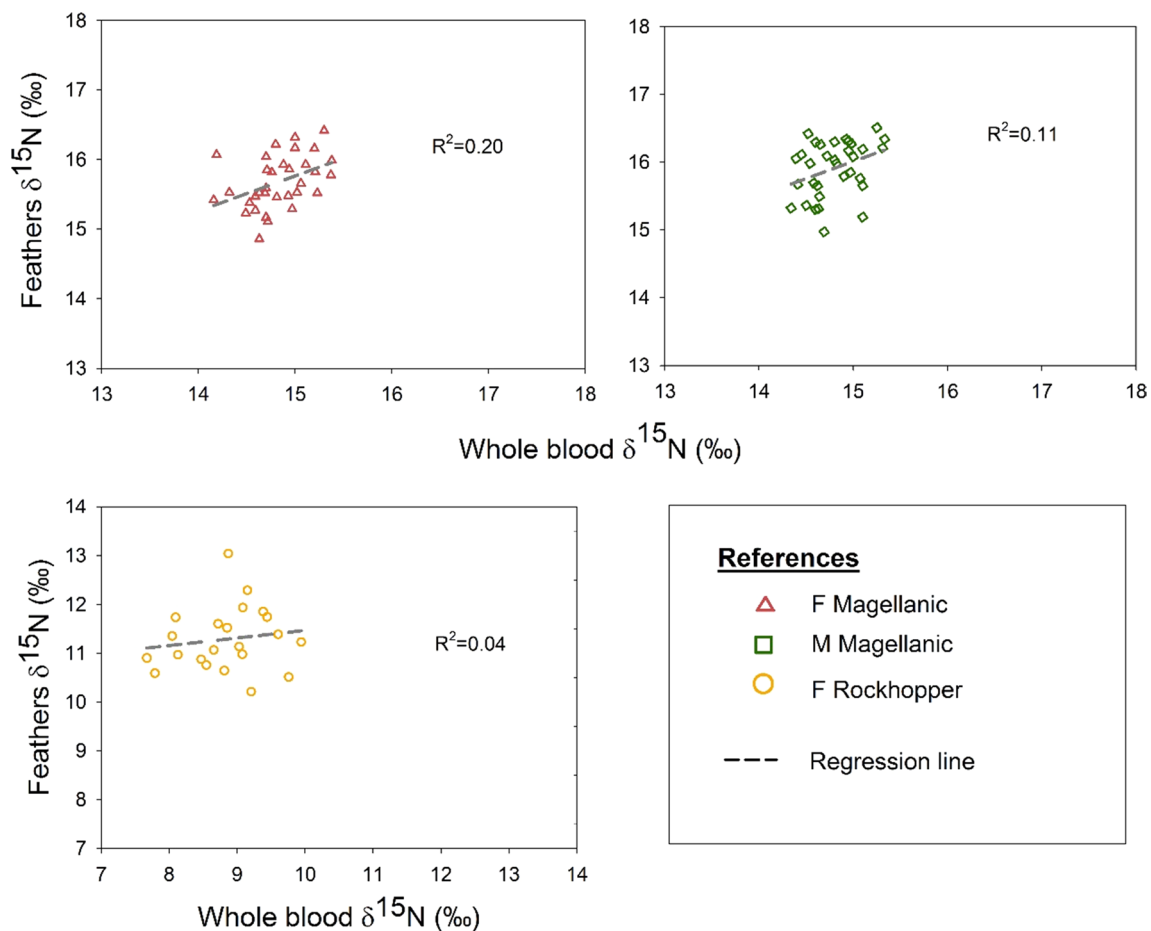 18
17
16
15
14
13
Feathers δ15N (‰)
R2=0.20
13 14 15 16 17 18
18
17
16
15
14
13
R2=0.11
13 14 15 16 17 18
Whole blood δ15N (‰)
14
13
12
11
10
9
8
7
Feathers δ15N (‰)
R2=0.04
7 8 9 10 11 12 13 14
Whole blood δ15N (‰)
References
F Magellanic
M Magellanic
F Rockhopper
Regression line